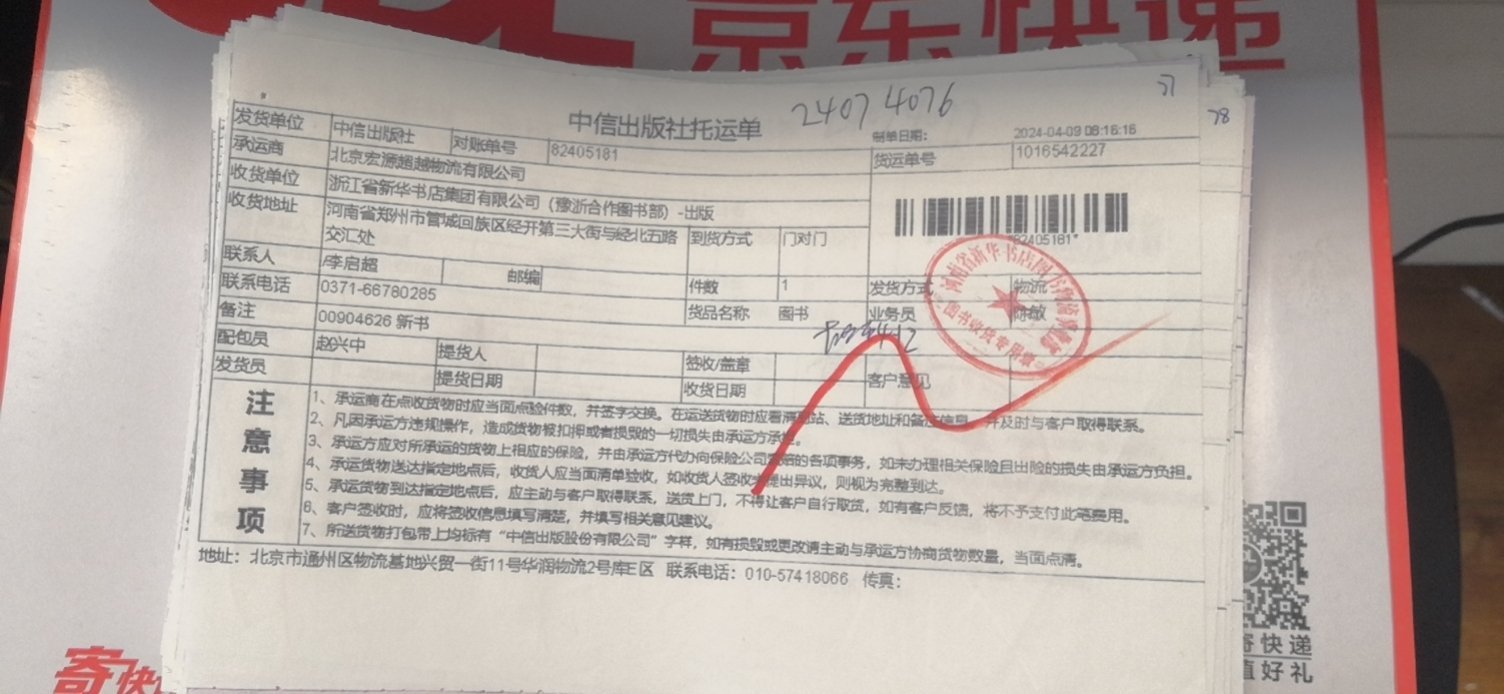 京东快递
24074076
77
78
中信出版社托运单
制单日期: 2024-04-09 08:16:16
发货单位 中信出版社 对账单号 82405181 货运单号 1016542227
承运商 北京宏源超越物流有限公司
收货单位 浙江省新华书店集团有限公司（豫浙合作图书部）-出版
收货地址 河南省郑州市管城回族区经开第三大街与经北五路
交汇处 到货方式 门对门
*82405181*
联系人 /李启超 邮编
联系电话 0371-66780285 件数 1 发货方式 物流
备注 00904626 新书 货品名称 图书 业务员 陈敏
配包员 赵兴中 提货人 签收/盖章
4.12
发货员 提货日期 收货日期 客户意见
河南省新华书店图书物流
图书收货专用章
注意事项
1、承运商在点收货物时应当面点验件数，并签字交换。在运送货物时应看清到站、送货地址和备注信息，并及时与客户取得联系。
2、凡因承运方违规操作，造成货物被扣押或者损毁的一切损失由承运方承担。
3、承运方应对所承运的货物上相应的保险，并由承运方代办向保险公司索赔的各项事务，如未办理相关保险且出险的损失由承运方负担。
4、承运货物送达指定地点后，收货人应当面清单验收，如收货人签收未提出异议，则视为完整到达。
5、承运货物到达指定地点后，应主动与客户取得联系，送货上门，不得让客户自行取货，如有客户反馈，将不予支付此笔费用。
6、客户签收时，应将签收信息填写清楚，并填写相关意见建议。
7、所送货物打包带上均标有“中信出版股份有限公司”字样，如有损毁或更改请主动与承运方协商货物数量，当面点清。
地址：北京市通州区物流基地兴贸一街11号华润物流2号库E区 联系电话：010-57418066 传真：
寄快递
值好礼
寄快